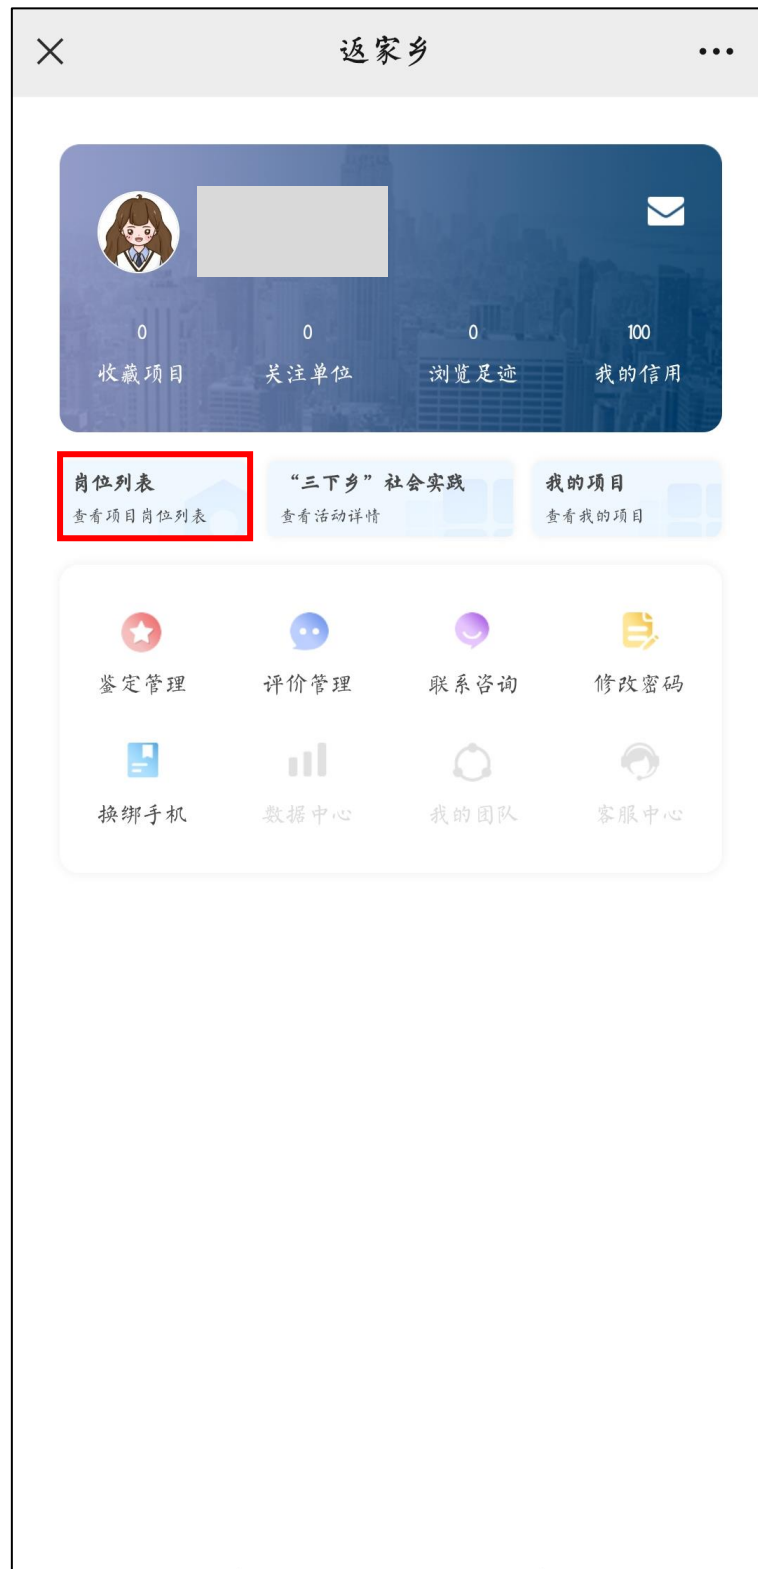 返家乡
0
0
0
100
收藏项目
关注单位
浏览足迹
我的信用
岗位列表
查看项目岗位列表
“三下乡”社会实践
查看活动详情
我的项目
查看我的项目
鉴定管理
评价管理
联系咨询
修改密码
换绑手机
数据中心
我的团队
客服中心